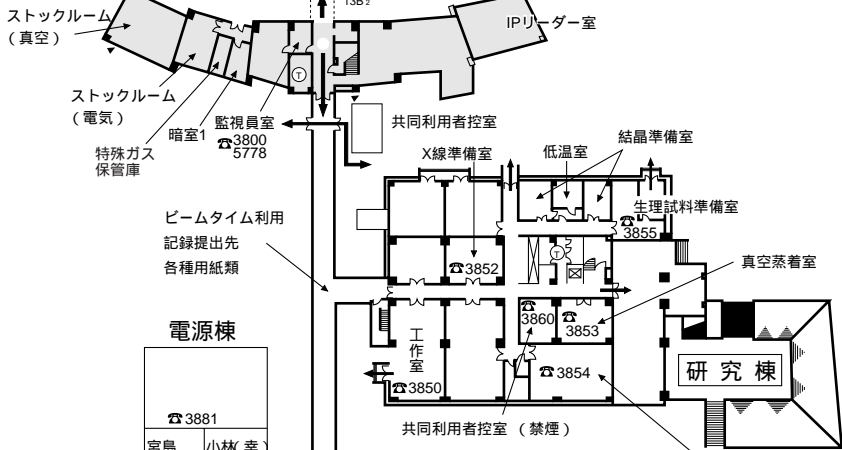 13B2
ストックルーム
（真空）
IPリーダー室
T
ストックルーム
（電気）
暗室1
監視員室
☎3800
5778
特殊ガス
保管庫
共同利用者控室
X線準備室
低温室
結晶準備室
生理試料準備室
☎
3855
ビームタイム利用
記録提出先
各種用紙類
☎3852
T
真空蒸着室
☎
3860
☎
3853
電源棟
工作室
☎3850
☎3854
研究棟
☎3881
共同利用者控室（禁煙）
宮島
小林(幸)